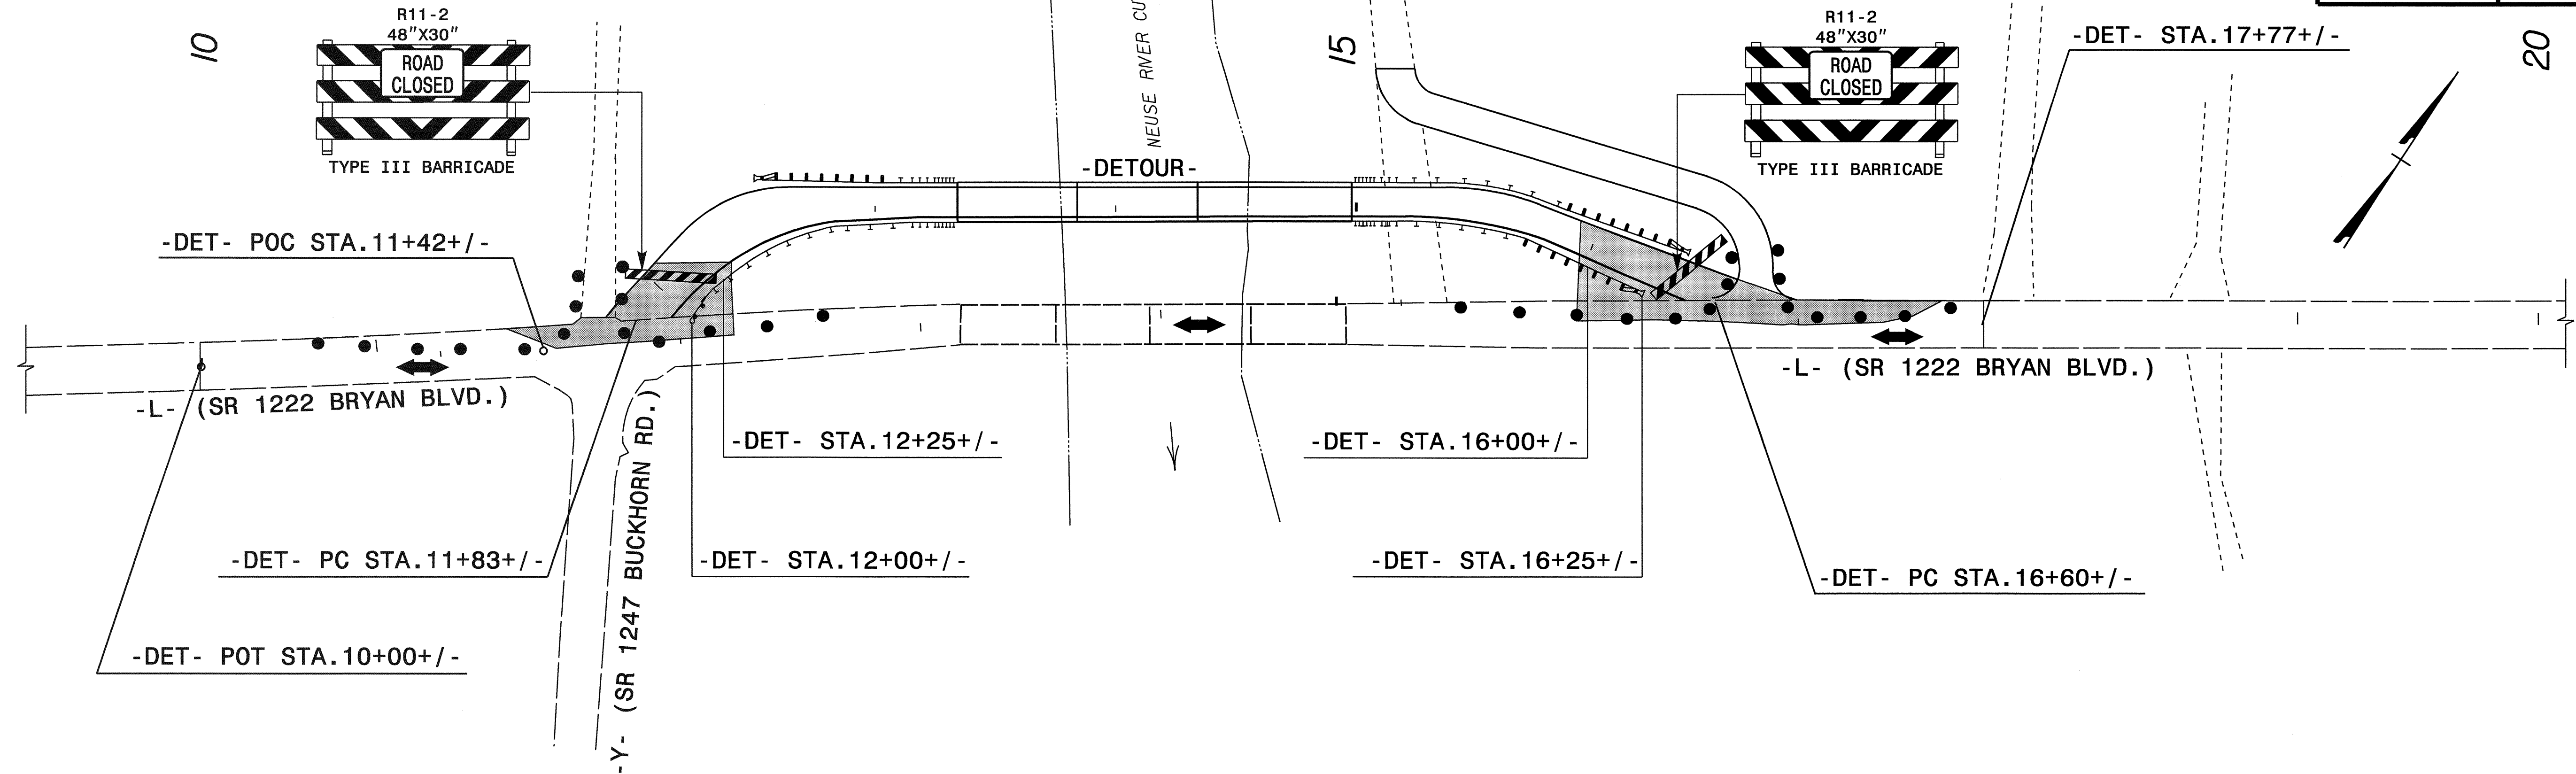 10
R11-2
48"X30"
ROAD
CLOSED
TYPE III BARRICADE
NEUSE RIVER
15
R11-2
48"X30"
ROAD
CLOSED
TYPE III BARRICADE
-DET- STA.17+77+/-
20
-DETOUR-
-DET- POC STA.11+42+/-
-L- (SR 1222 BRYAN BLVD.)
-L- (SR 1222 BRYAN BLVD.)
-DET- STA.12+25+/-
-DET- STA.16+00+/-
-DET- PC STA.11+83+/-
-Y- (SR 1247 BUCKHORN RD.)
-DET- STA.12+00+/-
-DET- STA.16+25+/-
-DET- PC STA.16+60+/-
-DET- POT STA.10+00+/-